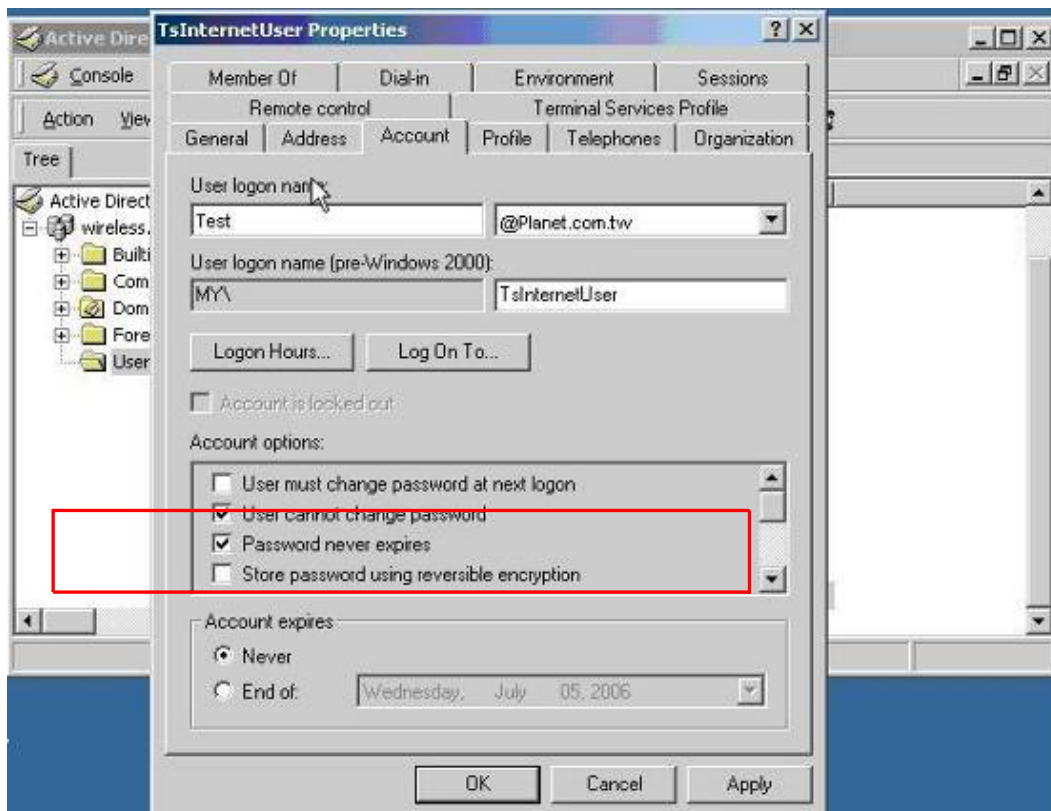 Active Dire
TsInternetUser Properties
Console
Action View
Tree
Active Direct
wireless.
Builti
Com
Dom
Fore
User
Member Of Dial-in Environment Sessions
Remote control Terminal Services Profile
General Address Account Profile Telephones Organization
User logon name:
Test @Planet.com.tw
User logon name (pre-Windows 2000):
MY\ TsInternetUser
Logon Hours... Log On To...
Account is locked out
Account options:
User must change password at next logon
User cannot change password
Password never expires
Store password using reversible encryption
Account expires
Never
End of: Wednesday, July 05, 2006
OK Cancel Apply